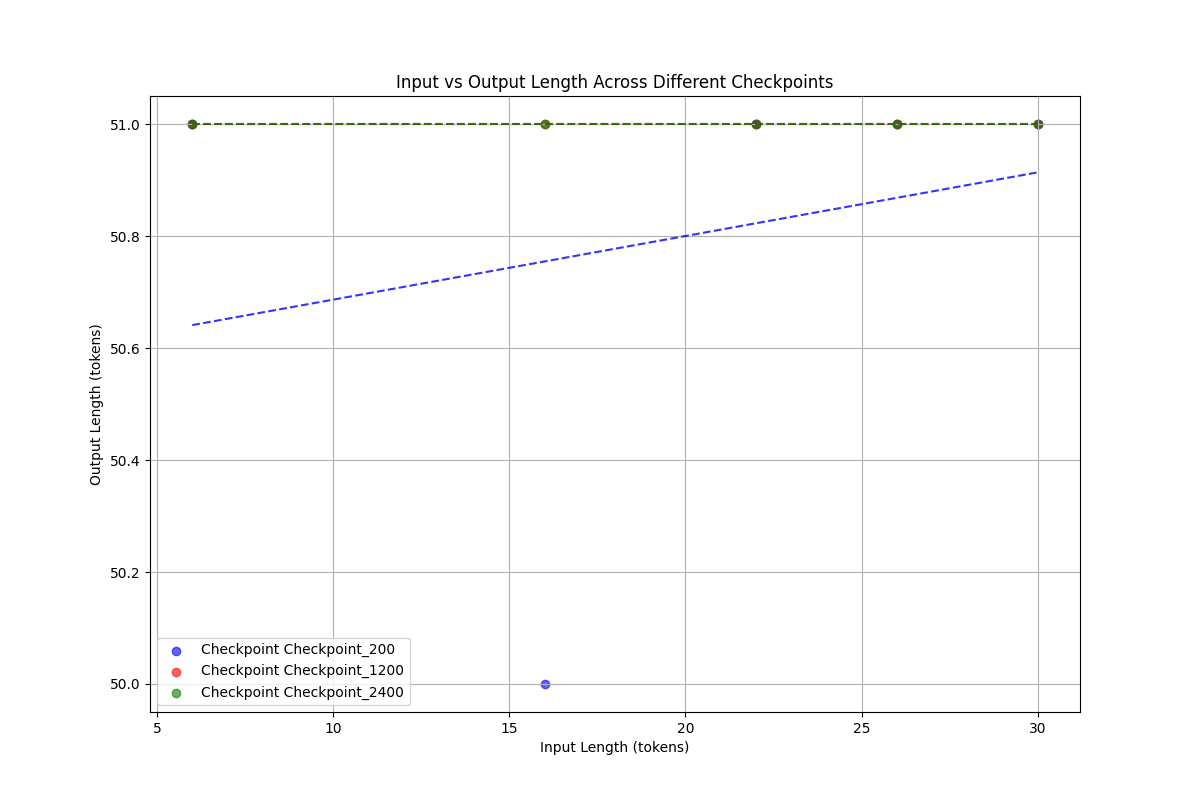 Input vs Output Length Across Different Checkpoints
51.0
50.8
50.6
50.4
50.2
50.0
Output Length (tokens)
Checkpoint Checkpoint_200
Checkpoint Checkpoint_1200
Checkpoint Checkpoint_2400
5
10
15
20
25
30
Input Length (tokens)